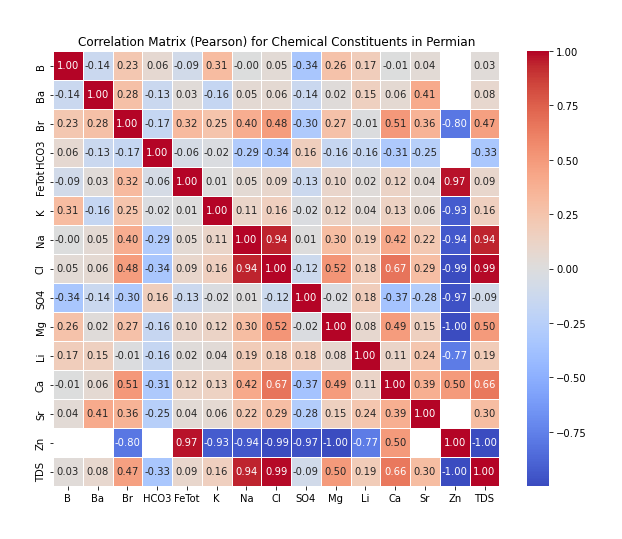 Correlation Matrix (Pearson) for Chemical Constituents in Permian
B 1.00 -0.14 0.23 0.06 -0.09 0.31 -0.00 0.05 -0.34 0.26 0.17 -0.01 0.04 0.03
Ba -0.14 1.00 0.28 -0.13 0.03 -0.16 0.05 0.06 -0.14 0.02 0.15 0.06 0.41 0.08
Br 0.23 0.28 1.00 -0.17 0.32 0.25 0.40 0.48 -0.30 0.27 -0.01 0.51 0.36 -0.80 0.47
HCO3 0.06 -0.13 -0.17 1.00 -0.06 -0.02 -0.29 -0.34 0.16 -0.16 -0.16 -0.31 -0.25 -0.33
FeTot -0.09 0.03 0.32 -0.06 1.00 0.01 0.05 0.09 -0.13 0.10 0.02 0.12 0.04 0.97 0.09
K 0.31 -0.16 0.25 -0.02 0.01 1.00 0.11 0.16 -0.02 0.12 0.04 0.13 0.06 -0.93 0.16
Na -0.00 0.05 0.40 -0.29 0.05 0.11 1.00 0.94 0.01 0.30 0.19 0.42 0.22 -0.94 0.94
Cl 0.05 0.06 0.48 -0.34 0.09 0.16 0.94 1.00 -0.12 0.52 0.18 0.67 0.29 -0.99 0.99
SO4 -0.34 -0.14 -0.30 0.16 -0.13 -0.02 0.01 -0.12 1.00 -0.02 0.18 -0.37 -0.28 -0.97 -0.09
Mg 0.26 0.02 0.27 -0.16 0.10 0.12 0.30 0.52 -0.02 1.00 0.08 0.49 0.15 -1.00 0.50
Li 0.17 0.15 -0.01 -0.16 0.02 0.04 0.19 0.18 0.18 0.08 1.00 0.11 0.24 -0.77 0.19
Ca -0.01 0.06 0.51 -0.31 0.12 0.13 0.42 0.67 -0.37 0.49 0.11 1.00 0.39 0.50 0.66
Sr 0.04 0.41 0.36 -0.25 0.04 0.06 0.22 0.29 -0.28 0.15 0.24 0.39 1.00 0.30
Zn -0.80 0.97 -0.93 -0.94 -0.99 -0.97 -1.00 -0.77 0.50 1.00 -1.00
TDS 0.03 0.08 0.47 -0.33 0.09 0.16 0.94 0.99 -0.09 0.50 0.19 0.66 0.30 -1.00 1.00
B Ba Br HCO3 FeTot K Na Cl SO4 Mg Li Ca Sr Zn TDS
1.00
0.75
0.50
0.25
0.00
-0.25
-0.50
-0.75